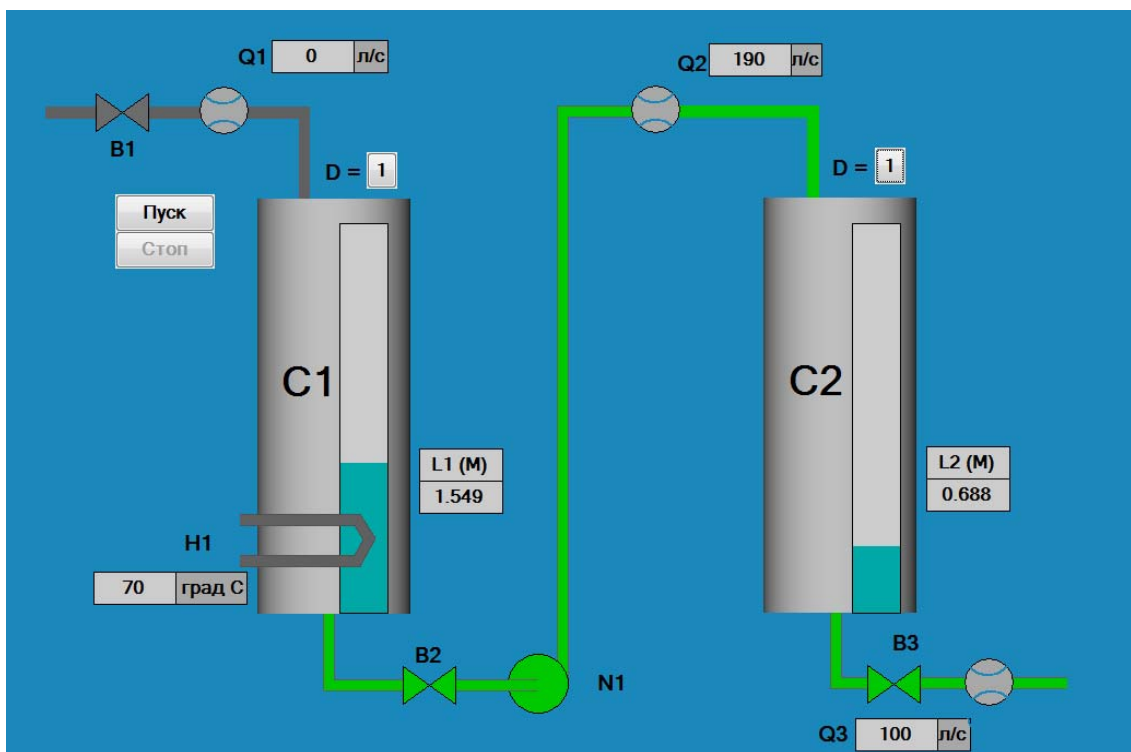 Q1 0 л/с
Q2 190 л/с
B1
D = 1
D = 1
Пуск
Стоп
C1
C2
L1 (М)
1.549
L2 (М)
0.688
H1
70 град С
B2
N1
B3
Q3 100 л/с